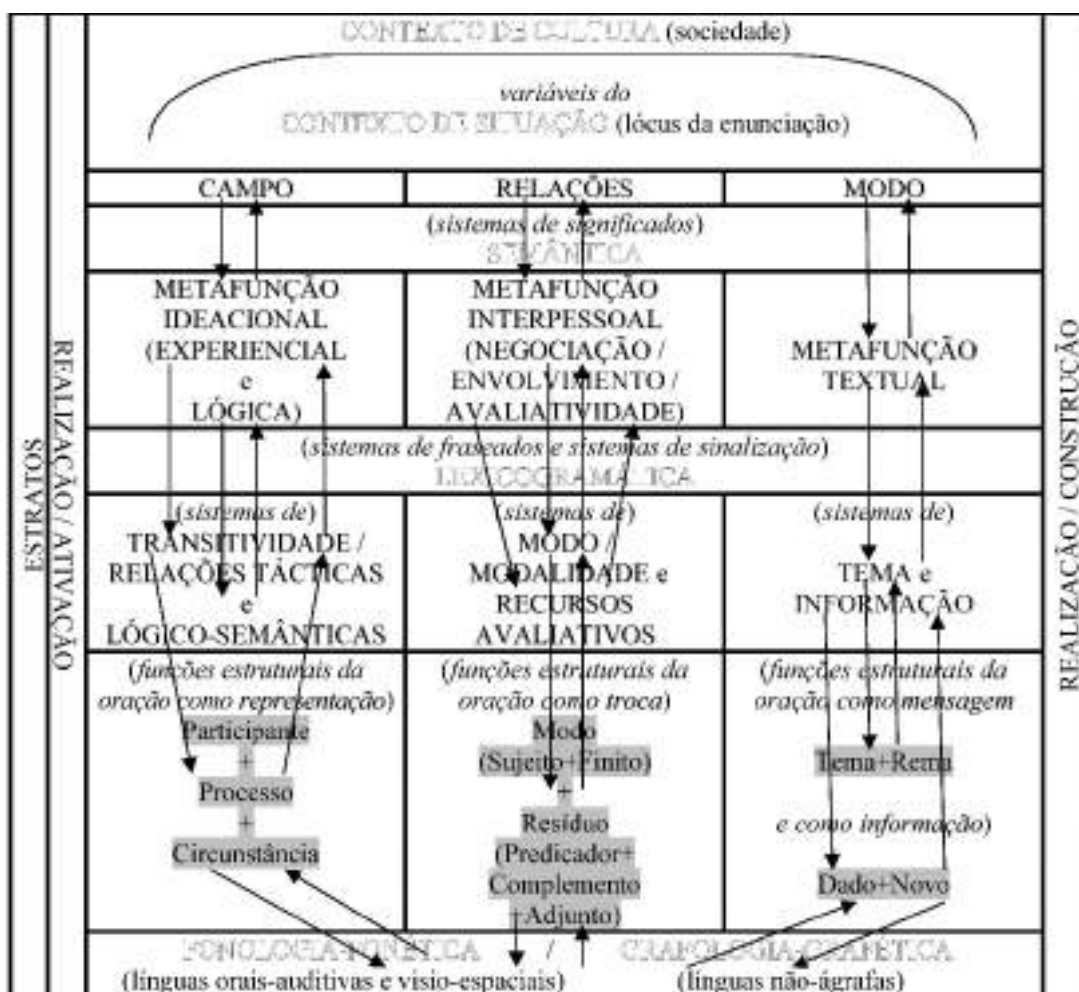 CONTEXTO DE CULTURA (sociedade)
variáveis do
CONTEXTO DE SITUAÇÃO (lócus da enunciação)
CAMPO
RELAÇÕES
MODO
(sistemas de significados)
SEMÂNTICA
METAFUNÇÃO
IDEACIONAL
(EXPERIENCIAL
e
LÓGICA)
METAFUNÇÃO
INTERPESSOAL
(NEGOCIAÇÃO /
ENVOLVIMENTO /
AVALIATIVIDADE)
METAFUNÇÃO
TEXTUAL
(sistemas de fraseados e sistemas de sinalização)
LEXICOGRAMÁTICA
(sistemas de)
TRANSITIVIDADE /
RELAÇÕES TÁCTICAS
e
LÓGICO-SEMÂNTICAS
(sistemas de)
MODO /
MODALIDADE e
RECURSOS
AVALIATIVOS
(sistemas de)
TEMA e
INFORMAÇÃO
(funções estruturais da
oração como representação)
Participante
+
Processo
+
Circunstância
(funções estruturais da
oração como troca)
Modo
(Sujeito+Finito)
+
Resíduo
(Predicador+
Complemento
+Adjunto)
(funções estruturais da
oração como mensagem
Tema+Rema
e como informação)
Dado+Novo
FONOLOGIA-FONÉTICA / GRAFOLOGIA-GRAFÉTICA
(línguas orais-auditivas e visio-espaciais)
(línguas não-ágrafas)
ESTRATOS
REALIZAÇÃO / ATIVAÇÃO
REALIZAÇÃO / CONSTRUÇÃO